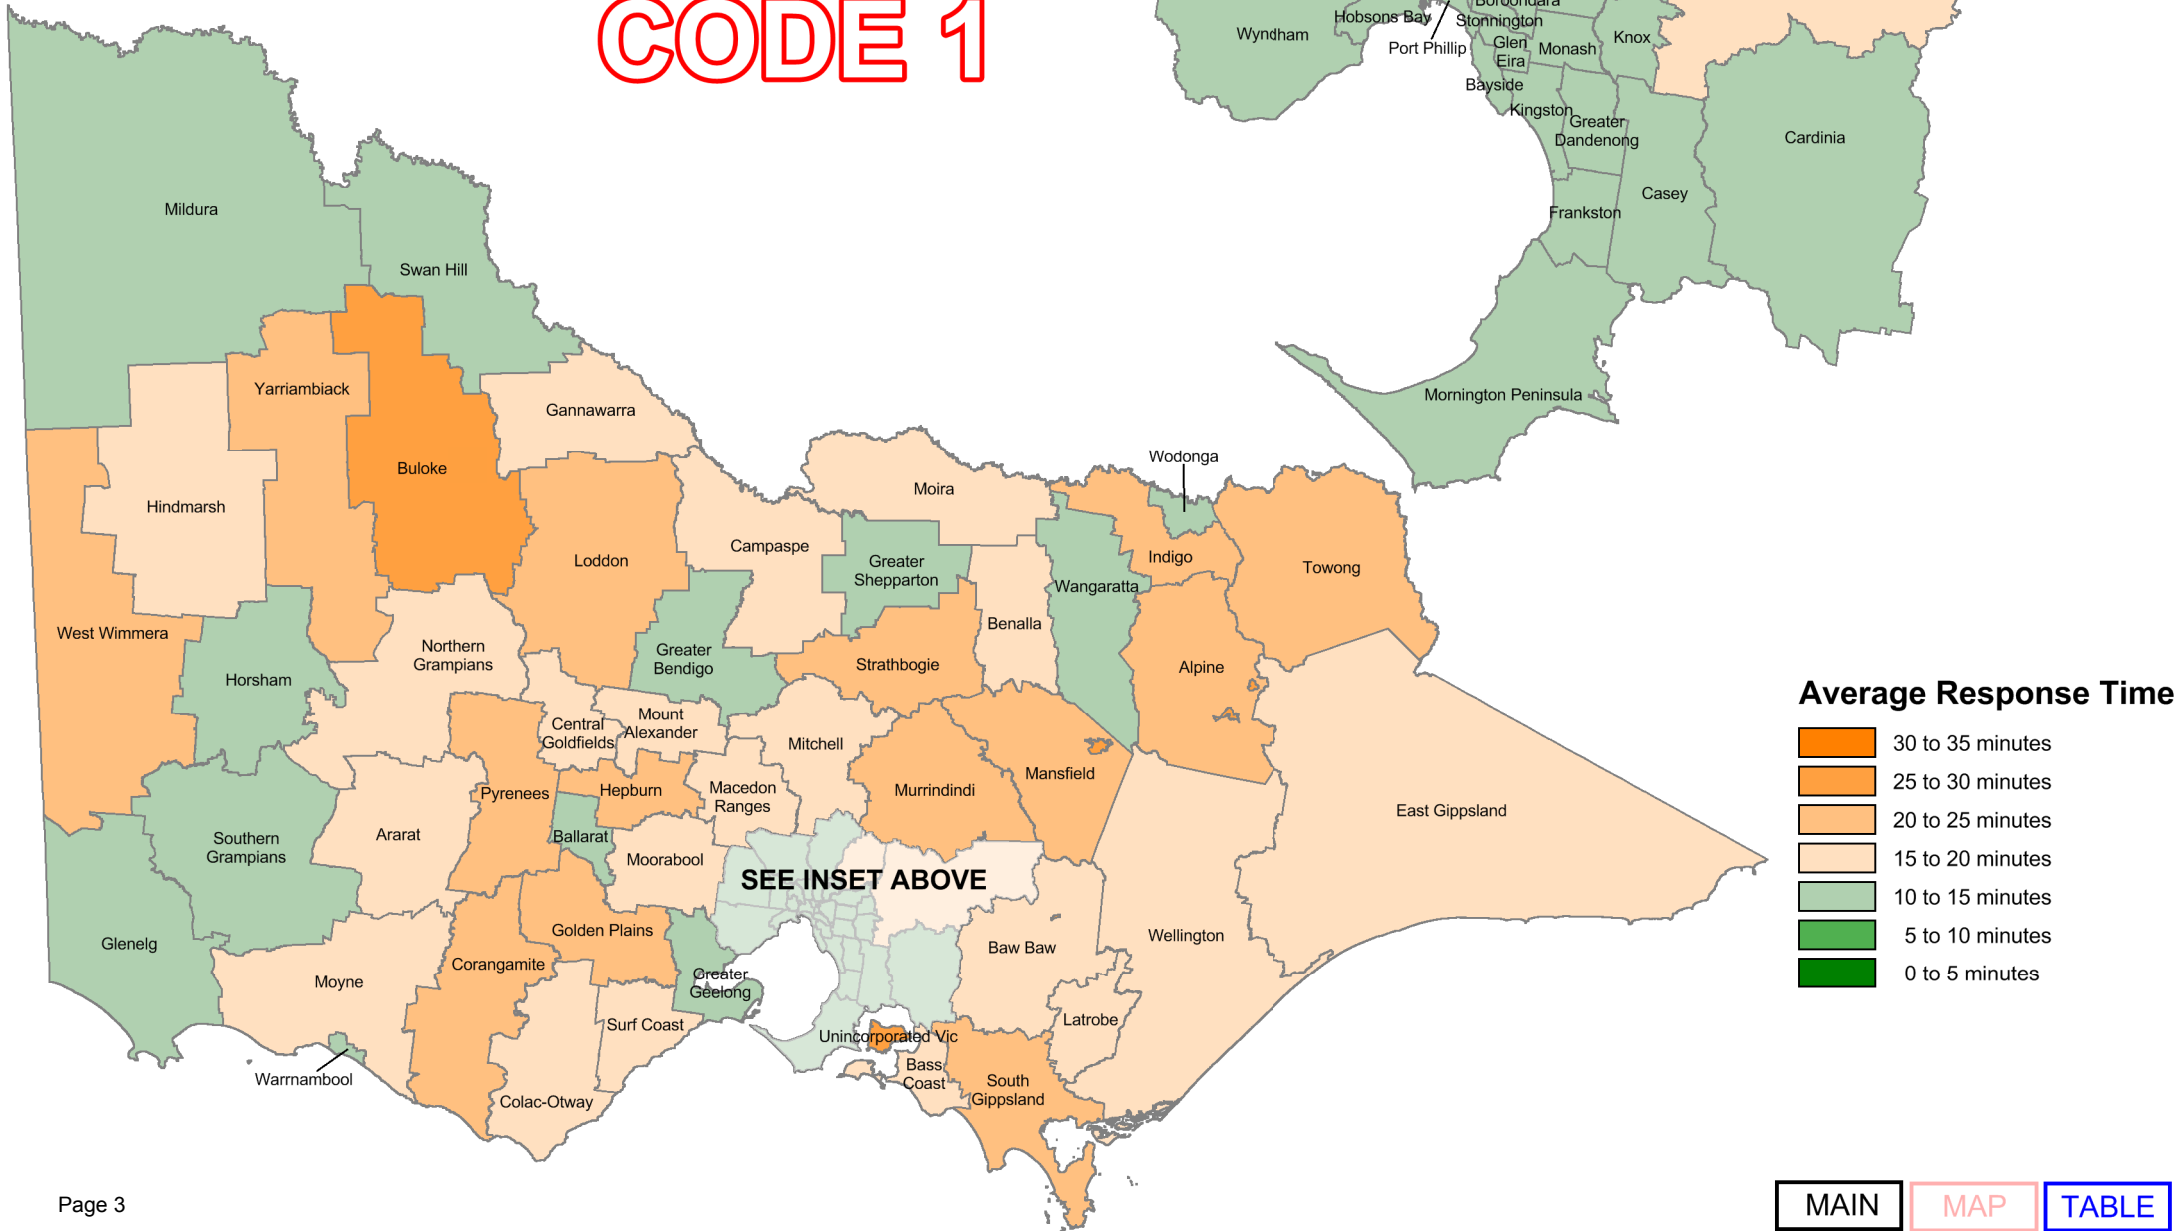 CODE 1
Boroondara
Hobsons Bay
Stonnington
Wyndham
Port Phillip
Glen
Eira
Monash
Knox
Bayside
Kingston
Greater
Dandenong
Cardinia
Casey
Frankston
Mornington Peninsula
Mildura
Swan Hill
Yarriambiack
Gannawarra
Buloke
Hindmarsh
Wodonga
Moira
Campaspe
Loddon
Greater
Shepparton
Indigo
Towong
Wangaratta
Benalla
West Wimmera
Northern
Grampians
Greater
Bendigo
Strathbogie
Alpine
Horsham
Central
Goldfields
Mount
Alexander
Mitchell
Mansfield
Pyrenees
Hepburn
Macedon
Ranges
Murrindindi
East Gippsland
Southern
Grampians
Ararat
Ballarat
Moorabool
SEE INSET ABOVE
Glenelg
Golden Plains
Corangamite
Moyne
Greater
Geelong
Baw Baw
Wellington
Surf Coast
Latrobe
Unincorporated Vic
Bass
Coast
South
Gippsland
Warrnambool
Colac-Otway
Average Response Time
30 to 35 minutes
25 to 30 minutes
20 to 25 minutes
15 to 20 minutes
10 to 15 minutes
5 to 10 minutes
0 to 5 minutes
Page 3
MAIN
MAP
TABLE